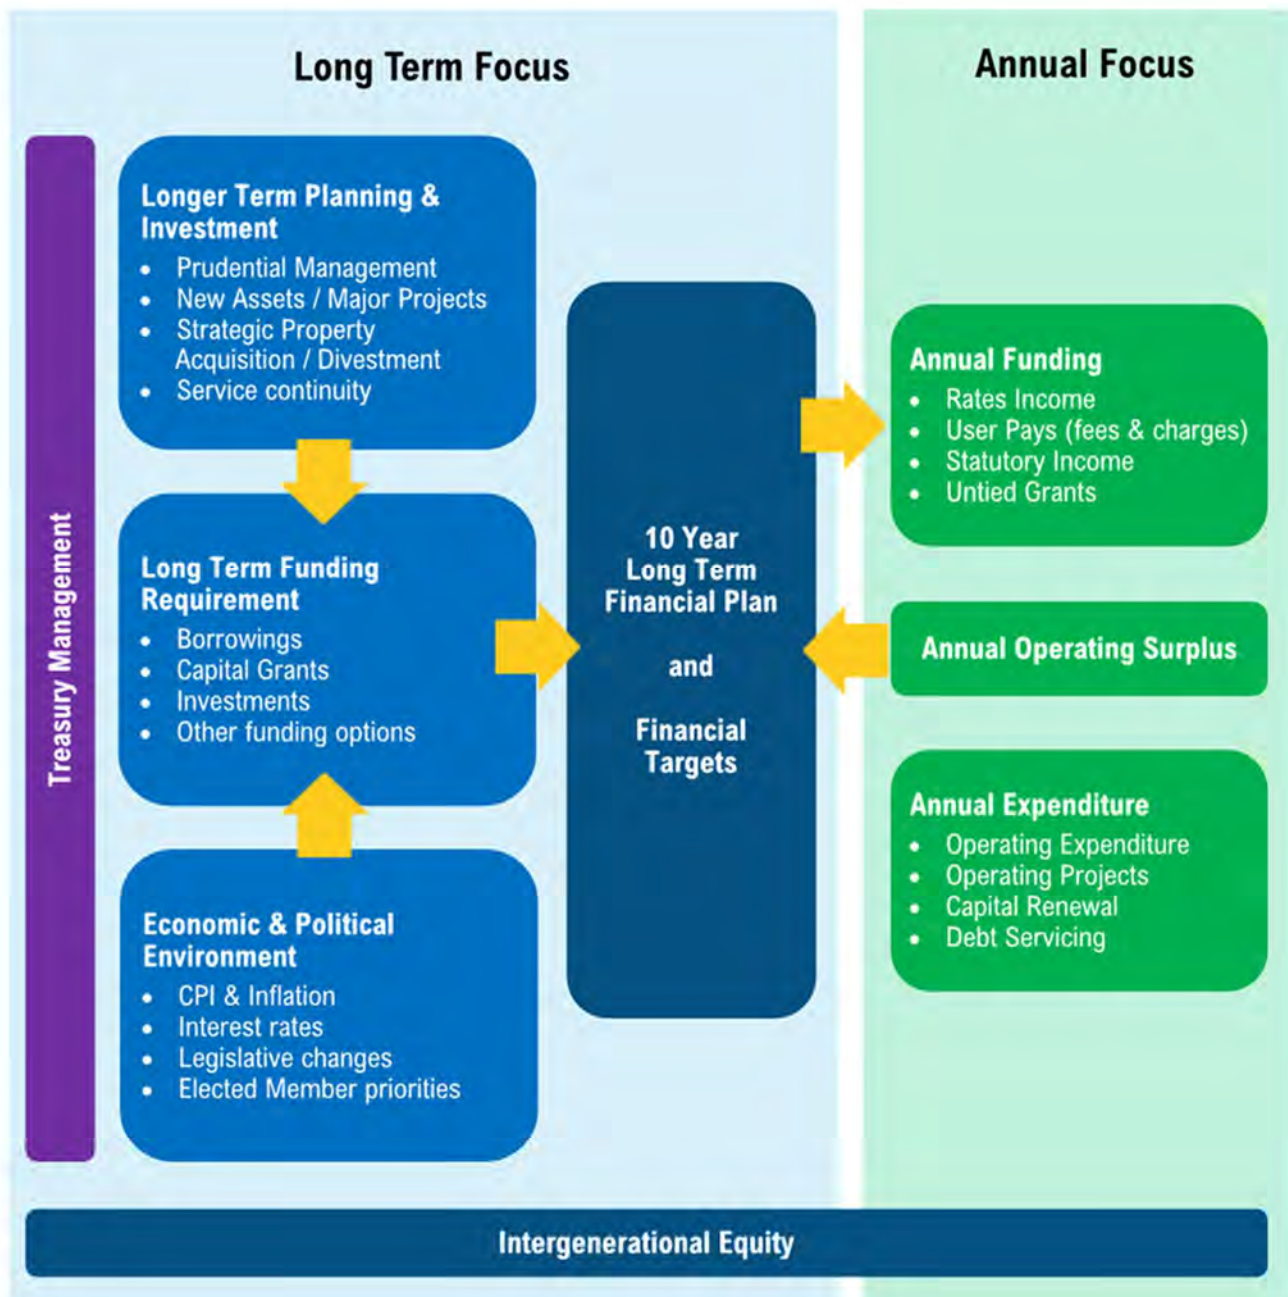 Long Term Focus
Treasury Management
Longer Term Planning &
Investment
• Prudential Management
• New Assets / Major Projects
• Strategic Property
Acquisition / Divestment
• Service continuity
Long Term Funding
Requirement
• Borrowings
• Capital Grants
• Investments
• Other funding options
Economic & Political
Environment
• CPI & Inflation
• Interest rates
• Legislative changes
• Elected Member priorities
10 Year
Long Term
Financial Plan
and
Financial
Targets
Annual Focus
Annual Funding
• Rates Income
• User Pays (fees & charges)
• Statutory Income
• Untied Grants
Annual Operating Surplus
Annual Expenditure
• Operating Expenditure
• Operating Projects
• Capital Renewal
• Debt Servicing
Intergenerational Equity